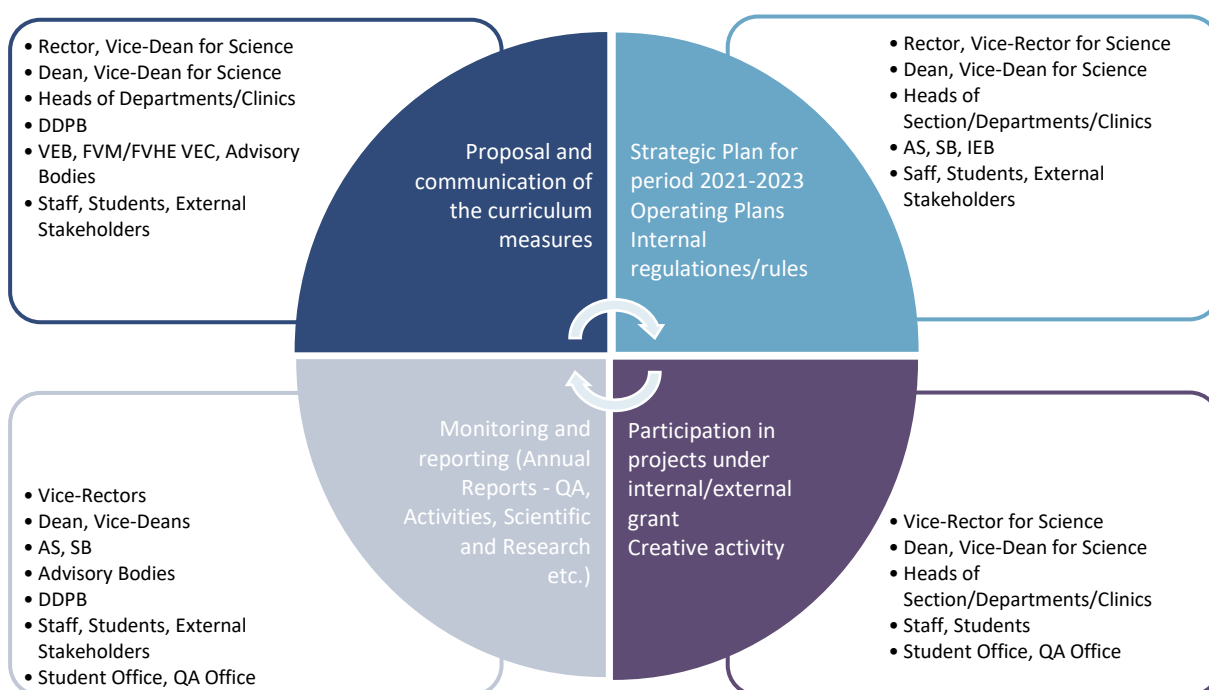 • Rector, Vice-Dean for Science
• Dean, Vice-Dean for Science
• Heads of Departments/Clinics
• DDPB
• VEB, FVM/FVHE VEC, Advisory
Bodies
• Staff, Students, External
Stakeholders
Proposal and
communication of
the curriculum
measures
Strategic Plan for
period 2021-2023
Operating Plans
Internal
regulationes/rules
• Rector, Vice-Rector for Science
• Dean, Vice-Dean for Science
• Heads of
Section/Departments/Clinics
• AS, SB, IEB
• Saff, Students, External
Stakeholders
• Vice-Rectors
• Dean, Vice-Deans
• AS, SB
• Advisory Bodies
• DDPB
• Staff, Students, External
Stakeholders
• Student Office, QA Office
Monitoring and
reporting (Annual
Reports - QA,
Activities, Scientific
and Research
etc.)
Participation in
projects under
internal/external
grant
Creative activity
• Vice-Rector for Science
• Dean, Vice-Dean for Science
• Heads of
Section/Departments/Clinics
• Staff, Students
• Student Office, QA Office